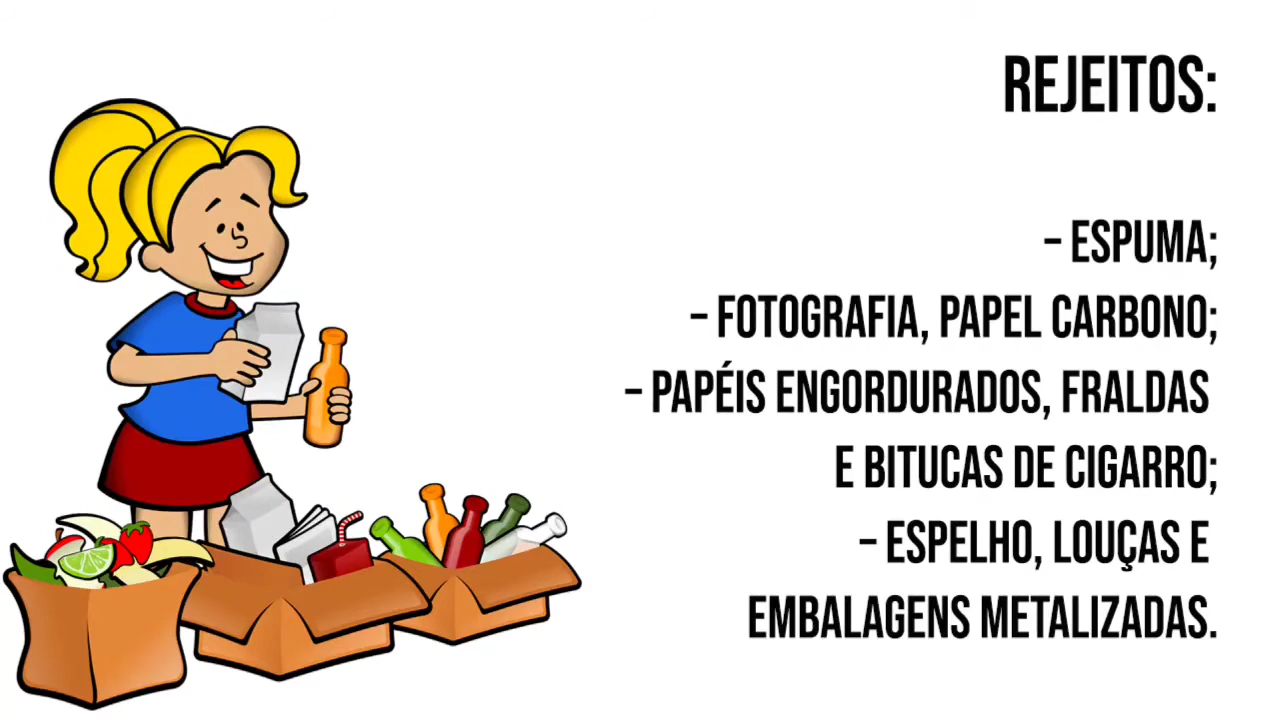 REJEITOS:
– ESPUMA;
– FOTOGRAFIA, PAPEL CARBONO;
– PAPÉIS ENGORDURADOS, FRALDAS
E BITUCAS DE CIGARRO;
– ESPELHO, LOUÇAS E
EMBALAGENS METALIZADAS.